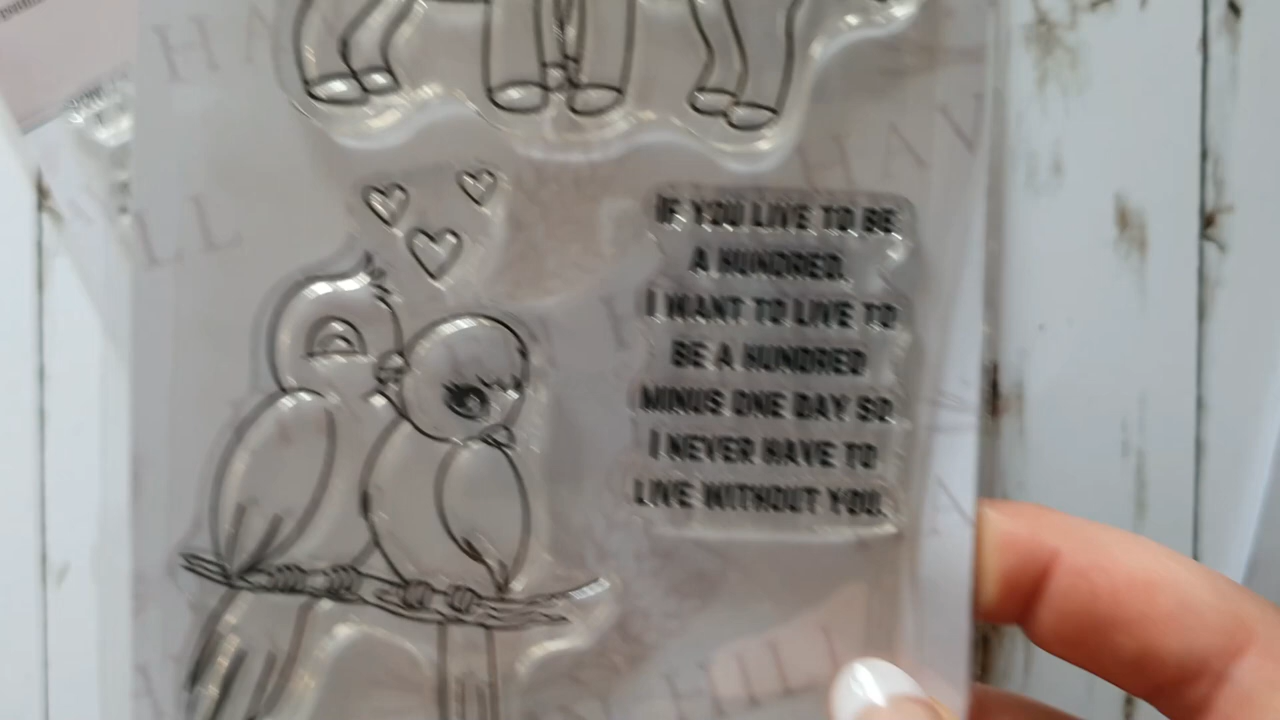 IF YOU LIVE TO BE
A HUNDRED,
I WANT TO LIVE TO
BE A HUNDRED
MINUS ONE DAY SO
I NEVER HAVE TO
LIVE WITHOUT YOU.